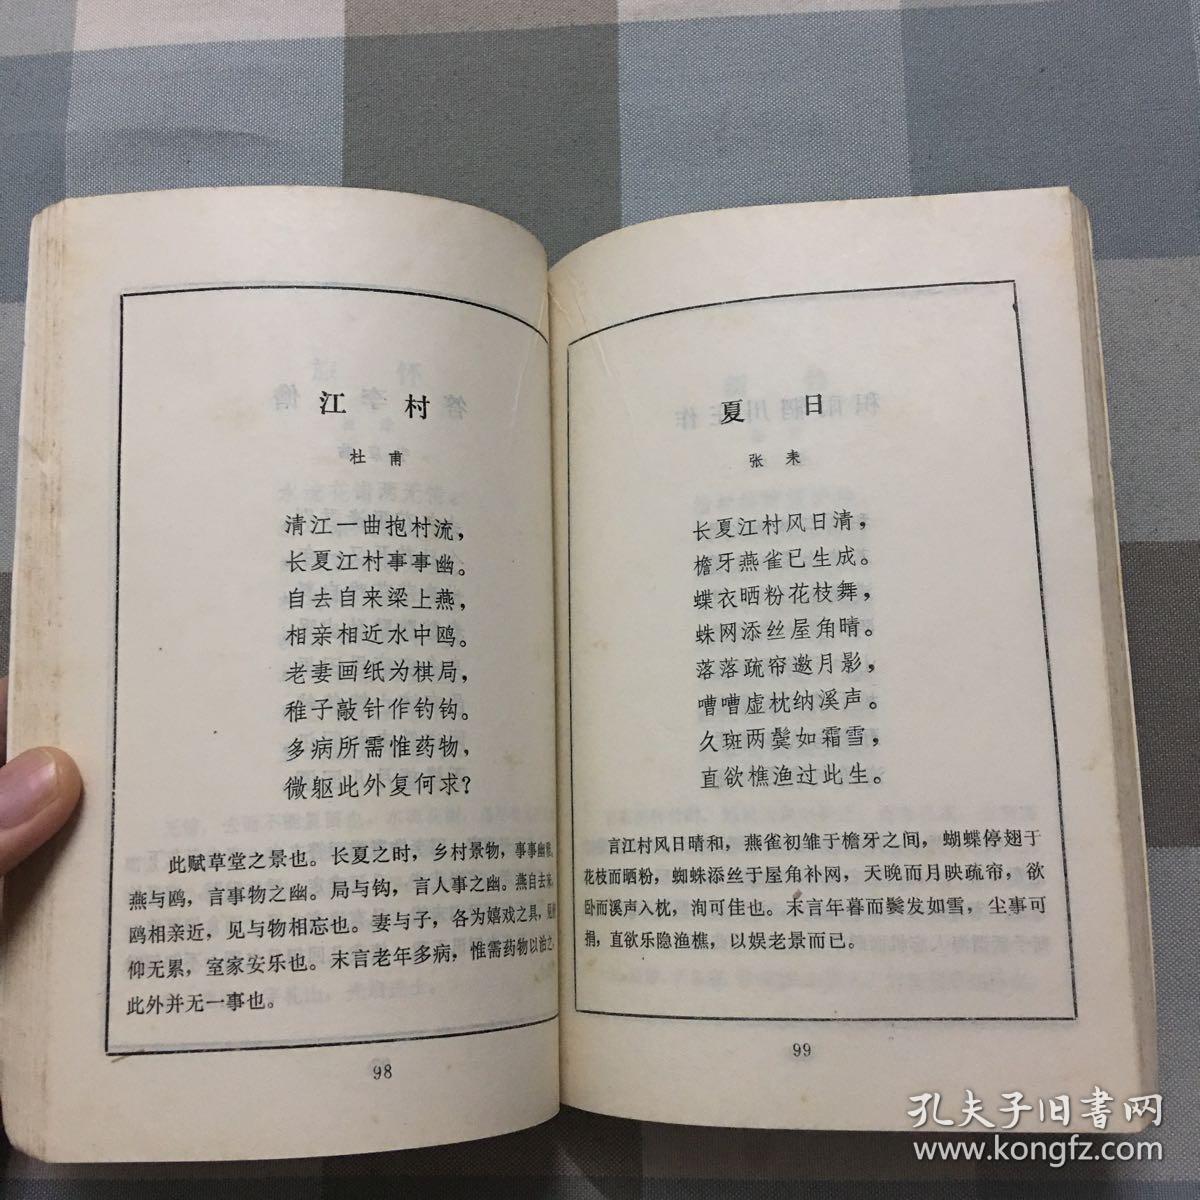 江村
杜甫
清江一曲抱村流，
长夏江村事事幽。
自去自来梁上燕，
相亲相近水中鸥。
老妻画纸为棋局，
稚子敲针作钓钩。
多病所需惟药物，
微躯此外复何求？
此赋草堂之景也。长夏之时，乡村景物，事事幽
燕与鸥，言事物之幽。局与钩，言人事之幽。燕自去来，
鸥相亲近，见与物相忘也。妻与子，各为嬉戏之具，见
仰无累，室家安乐也。末言老年多病，惟需药物以治之
此外并无一事也。
98
夏日
张耒
长夏江村风日清，
檐牙燕雀已生成。
蝶衣晒粉花枝舞，
蛛网添丝屋角晴。
落落疏帘邀月影，
嘈嘈虚枕纳溪声。
久斑两鬓如霜雪，
直欲樵渔过此生。
言江村风日晴和，燕雀初雏于檐牙之间，蝴蝶停翅于
花枝而晒粉，蜘蛛添丝于屋角补网，天晚而月映疏帘，欲
卧而溪声入枕，洵可佳也。末言年暮而鬓发如雪，尘事可
捐，直欲乐隐渔樵，以娱老景而已。
99
孔夫子旧书网
www.kongfz.com